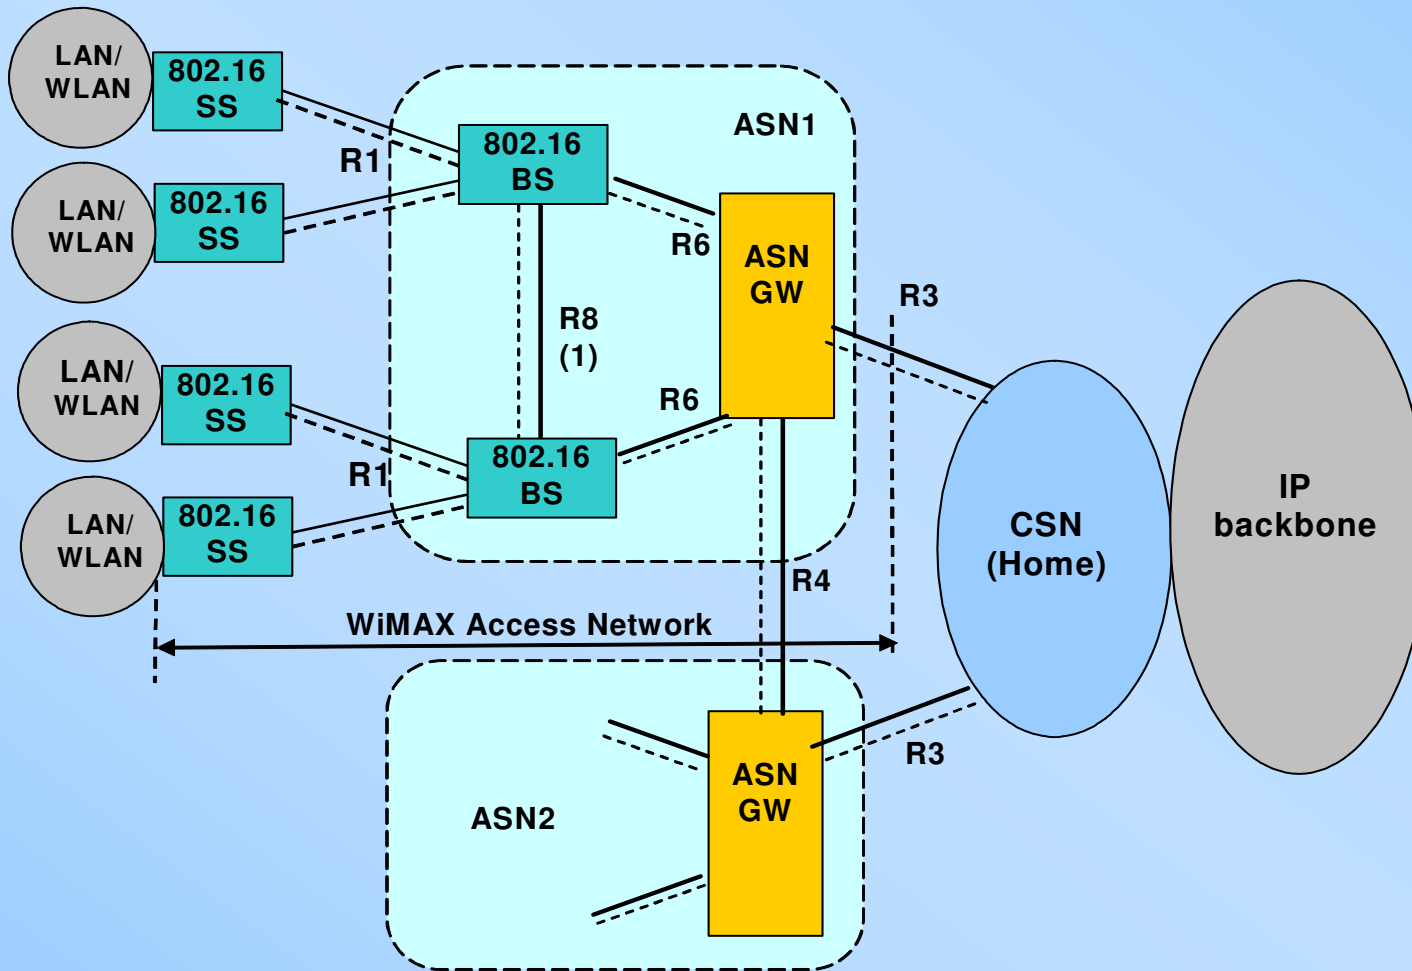 LAN/
WLAN
802.16
SS
LAN/
WLAN
802.16
SS
R1
802.16
BS
ASN1
R6
ASN
GW
R8
(1)
R3
LAN/
WLAN
802.16
SS
LAN/
WLAN
802.16
SS
R1
802.16
BS
R6
R4
WiMAX Access Network
CSN
(Home)
IP
backbone
ASN2
ASN
GW
R3